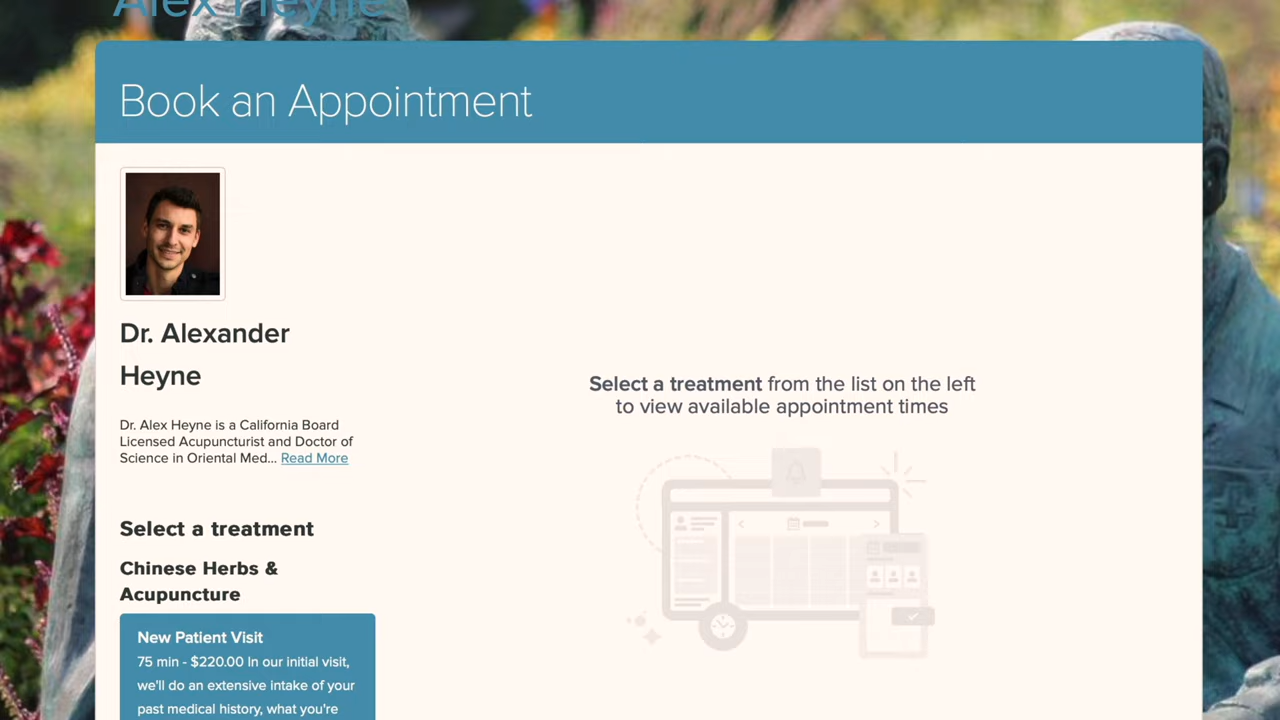 Alex Heyne
Book an Appointment
Dr. Alexander
Heyne
Dr. Alex Heyne is a California Board
Licensed Acupuncturist and Doctor of
Science in Oriental Med... Read More
Select a treatment from the list on the left
to view available appointment times
Select a treatment
Chinese Herbs &
Acupuncture
New Patient Visit
75 min - $220.00 In our initial visit,
we'll do an extensive intake of your
past medical history, what you're